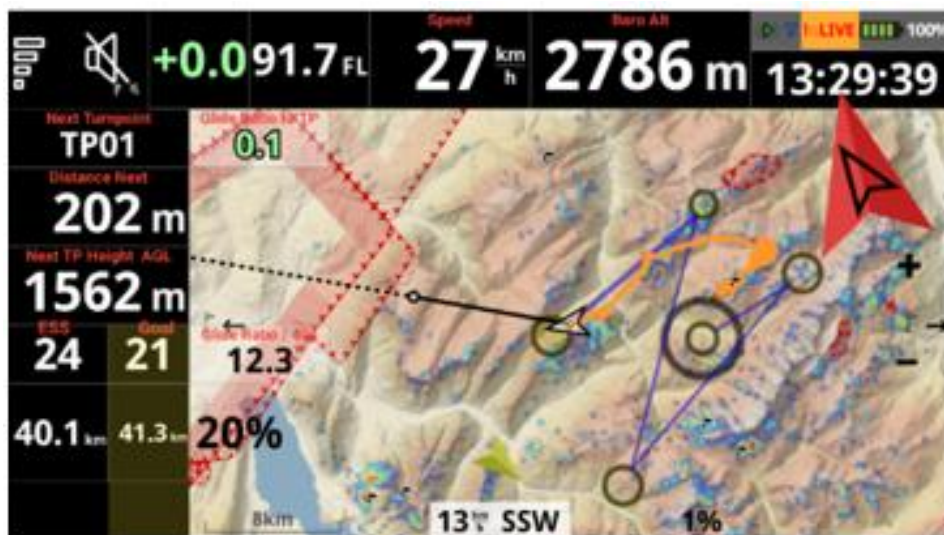 Speed
Baro Alt
LIVE
100%
+0.0
91.7 FL
27 km/h
2786 m
13:29:39
Next Turnpoint
TP01
Glide Ratio
0.1
Distance Next
202 m
Next TP Height AGL
1562 m
ESS
Goal
24
21
Glide Ratio
12.3
40.1 km
41.3 km
20%
+
−
8km
13 SSW
1%